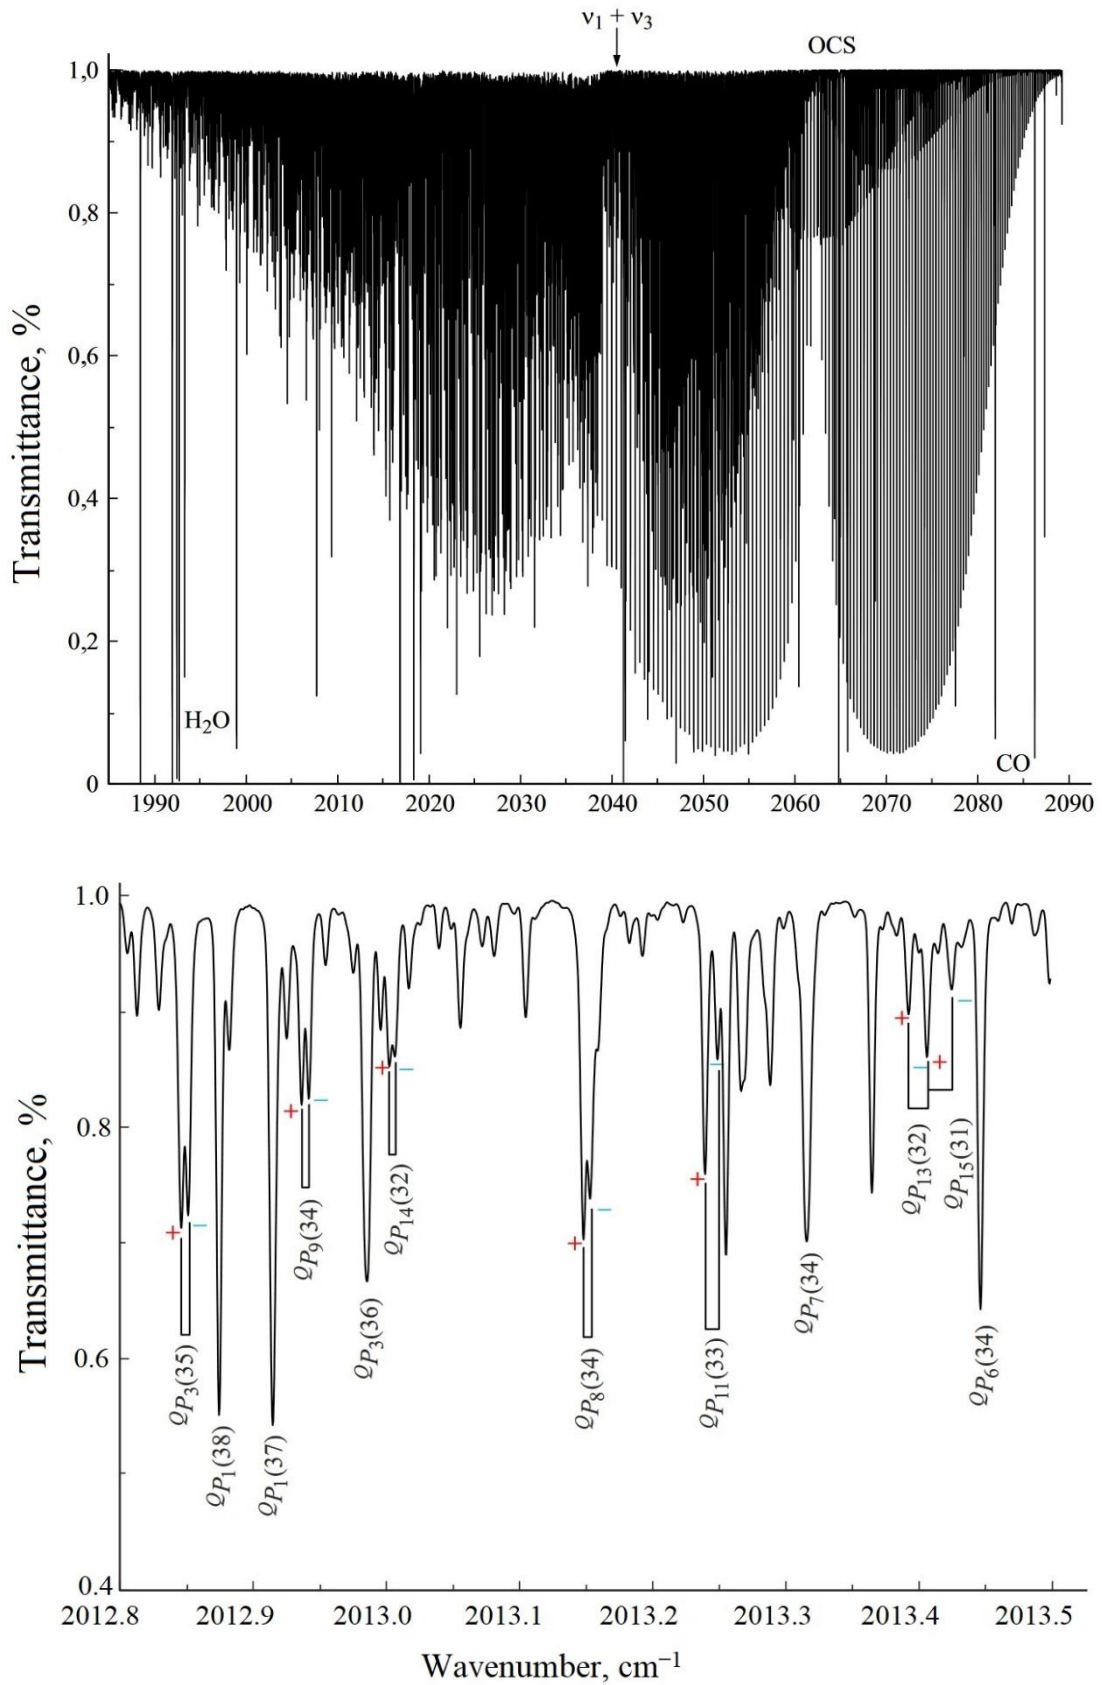 ν₁ + ν₃
OCS
1,0
0,8
0,6
0,4
0,2
0
Transmittance, %
H₂O
CO
1990 2000 2010 2020 2030 2040 2050 2060 2070 2080 2090
1.0
0.8
0.6
0.4
Transmittance, %
+ − + − + − + − + − + − + −
QP₃(35)
QP₁(38)
QP₁(37)
QP₉(34)
QP₃(36)
QP₁₄(32)
QP₈(34)
QP₁₁(33)
QP₇(34)
QP₁₃(32)
QP₁₅(31)
QP₆(34)
2012.8 2012.9 2013.0 2013.1 2013.2 2013.3 2013.4 2013.5
Wavenumber, cm⁻¹